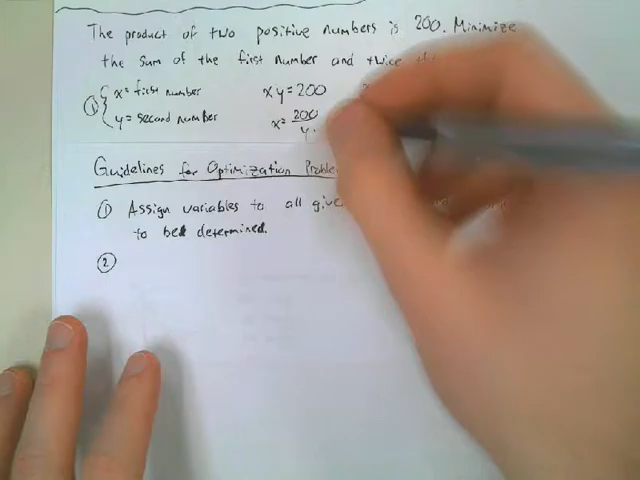 The product of two positive numbers is 200. Minimize
the sum of the first number and twice
① { x = first number xy = 200
y = second number x = 200/y
Guidelines for Optimization
① Assign variables to all
to be determined.
②